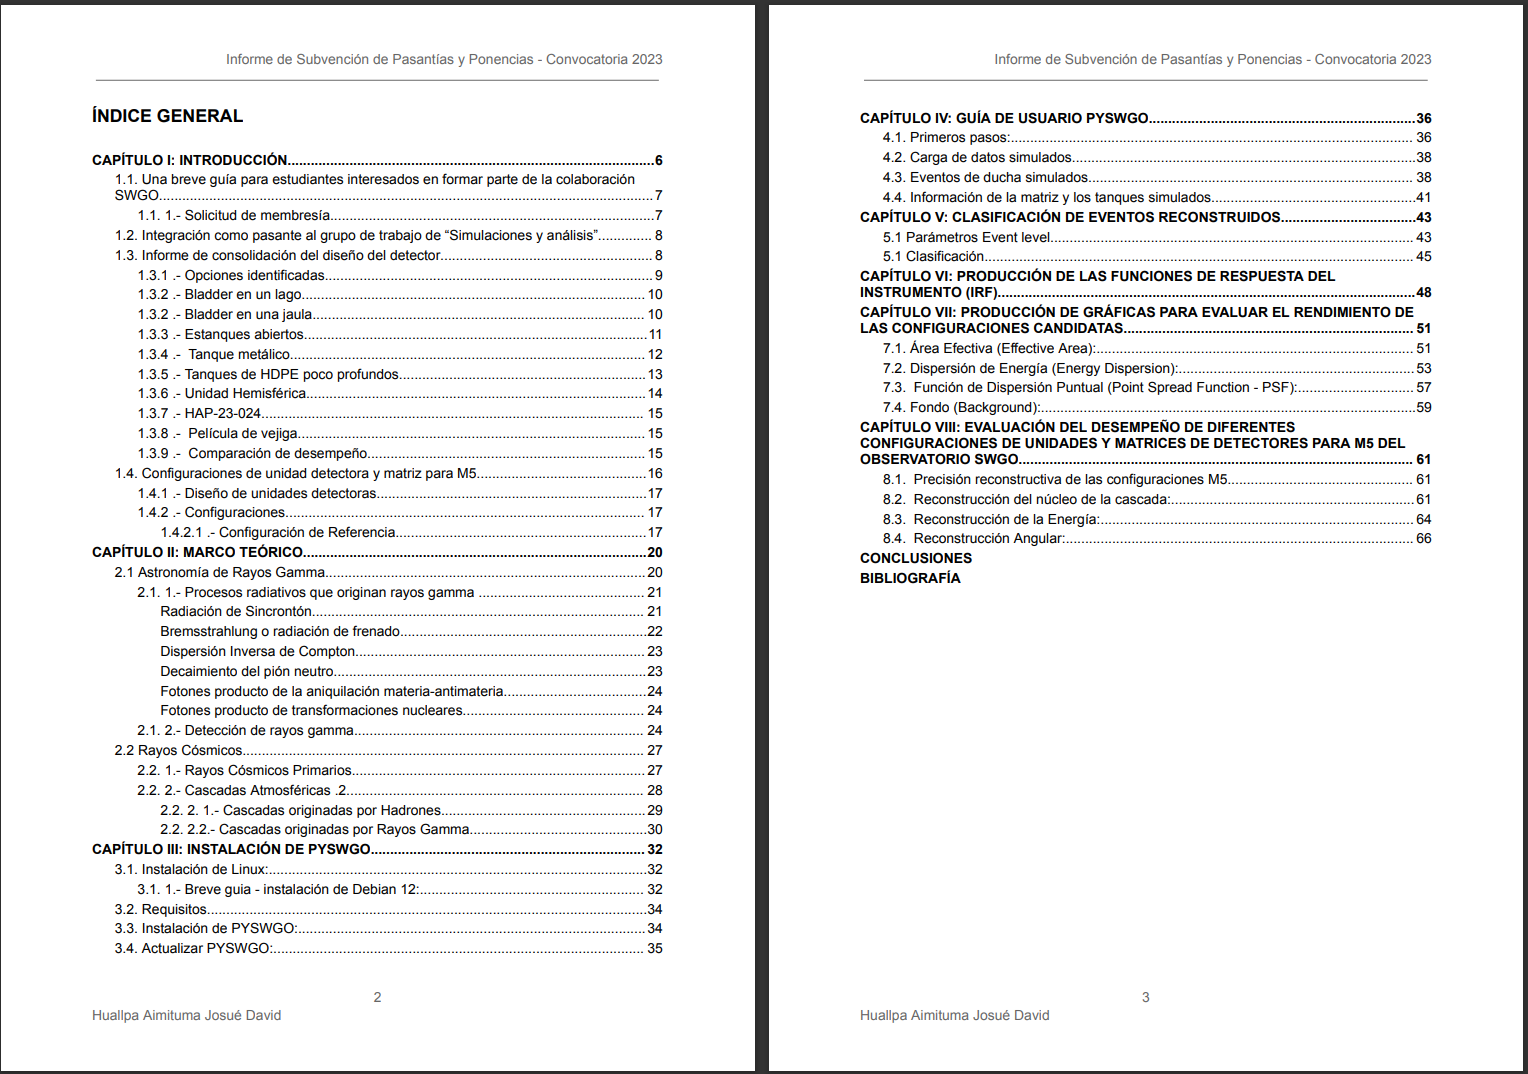 Informe de Subvención de Pasantías y Ponencias - Convocatoria 2023
ÍNDICE GENERAL
CAPÍTULO I: INTRODUCCIÓN........................................................................................6
1.1. Una breve guía para estudiantes interesados en formar parte de la colaboración
SWGO........................................................................................7
1.1. 1.- Solicitud de membresía........................................................................................7
1.2. Integración como pasante al grupo de trabajo de “Simulaciones y análisis”............. 8
1.3. Informe de consolidación del diseño del detector.................................................... 8
1.3.1 .- Opciones identificadas........................................................................................ 9
1.3.2 .- Bladder en un lago........................................................................................ 10
1.3.2 .- Bladder en una jaula........................................................................................ 10
1.3.3 .- Estanques abiertos........................................................................................ 11
1.3.4 .-  Tanque metálico........................................................................................ 12
1.3.5 .- Tanques de HDPE poco profundos............................................................... 13
1.3.6 .- Unidad Hemisférica........................................................................................ 14
1.3.7 .- HAP-23-024........................................................................................ 15
1.3.8 .-  Película de vejiga........................................................................................ 15
1.3.9 .-  Comparación de desempeño...................................................................... 15
1.4. Configuraciones de unidad detectora y matriz para M5.......................................... 16
1.4.1 .- Diseño de unidades detectoras.................................................................... 17
1.4.2 .- Configuraciones........................................................................................ 17
1.4.2.1 .- Configuración de Referencia...............................................................17
CAPÍTULO II: MARCO TEÓRICO........................................................................................20
2.1 Astronomía de Rayos Gamma................................................................................20
2.1. 1.- Procesos radiativos que originan rayos gamma .......................................... 21
Radiación de Sincrontón........................................................................................ 21
Bremsstrahlung o radiación de frenado..............................................................22
Dispersión Inversa de Compton.......................................................................... 23
Decaimiento del pión neutro................................................................................23
Fotones producto de la aniquilación materia-antimateria.....................................24
Fotones producto de transformaciones nucleares............................................... 24
2.1. 2.- Detección de rayos gamma.......................................................................... 24
2.2 Rayos Cósmicos........................................................................................ 27
2.2. 1.- Rayos Cósmicos Primarios.......................................................................... 27
2.2. 2.- Cascadas Atmosféricas .2............................................................................ 28
2.2. 2. 1.- Cascadas originadas por Hadrones.....................................................29
2.2. 2.2.- Cascadas originadas por Rayos Gamma..............................................30
CAPÍTULO III: INSTALACIÓN DE PYSWGO.................................................................... 32
3.1. Instalación de Linux:........................................................................................32
3.1. 1.- Breve guia - instalación de Debian 12:......................................................... 32
3.2. Requisitos........................................................................................34
3.3. Instalación de PYSWGO:........................................................................................34
3.4. Actualizar PYSWGO:........................................................................................ 35
2
Huallpa Aimituma Josué David
Informe de Subvención de Pasantías y Ponencias - Convocatoria 2023
CAPÍTULO IV: GUÍA DE USUARIO PYSWGO....................................................................36
4.1. Primeros pasos:........................................................................................ 36
4.2. Carga de datos simulados........................................................................................38
4.3. Eventos de ducha simulados.................................................................................. 38
4.4. Información de la matriz y los tanques simulados....................................................41
CAPÍTULO V: CLASIFICACIÓN DE EVENTOS RECONSTRUIDOS..................................43
5.1 Parámetros Event level........................................................................................ 43
5.1 Clasificación........................................................................................ 45
CAPÍTULO VI: PRODUCCIÓN DE LAS FUNCIONES DE RESPUESTA DEL
INSTRUMENTO (IRF)........................................................................................48
CAPÍTULO VII: PRODUCCIÓN DE GRÁFICAS PARA EVALUAR EL RENDIMIENTO DE
LAS CONFIGURACIONES CANDIDATAS........................................................................ 51
7.1. Área Efectiva (Effective Area):................................................................................ 51
7.2. Dispersión de Energía (Energy Dispersion):............................................................53
7.3.  Función de Dispersión Puntual (Point Spread Function - PSF):............................. 57
7.4. Fondo (Background):........................................................................................59
CAPÍTULO VIII: EVALUACIÓN DEL DESEMPEÑO DE DIFERENTES
CONFIGURACIONES DE UNIDADES Y MATRICES DE DETECTORES PARA M5 DEL
OBSERVATORIO SWGO........................................................................................ 61
8.1.  Precisión reconstructiva de las configuraciones M5.............................................. 61
8.2.  Reconstrucción del núcleo de la cascada:.............................................................61
8.3.  Reconstrucción de la Energía:............................................................................... 64
8.4.  Reconstrucción Angular:........................................................................................ 66
CONCLUSIONES
BIBLIOGRAFÍA
3
Huallpa Aimituma Josué David